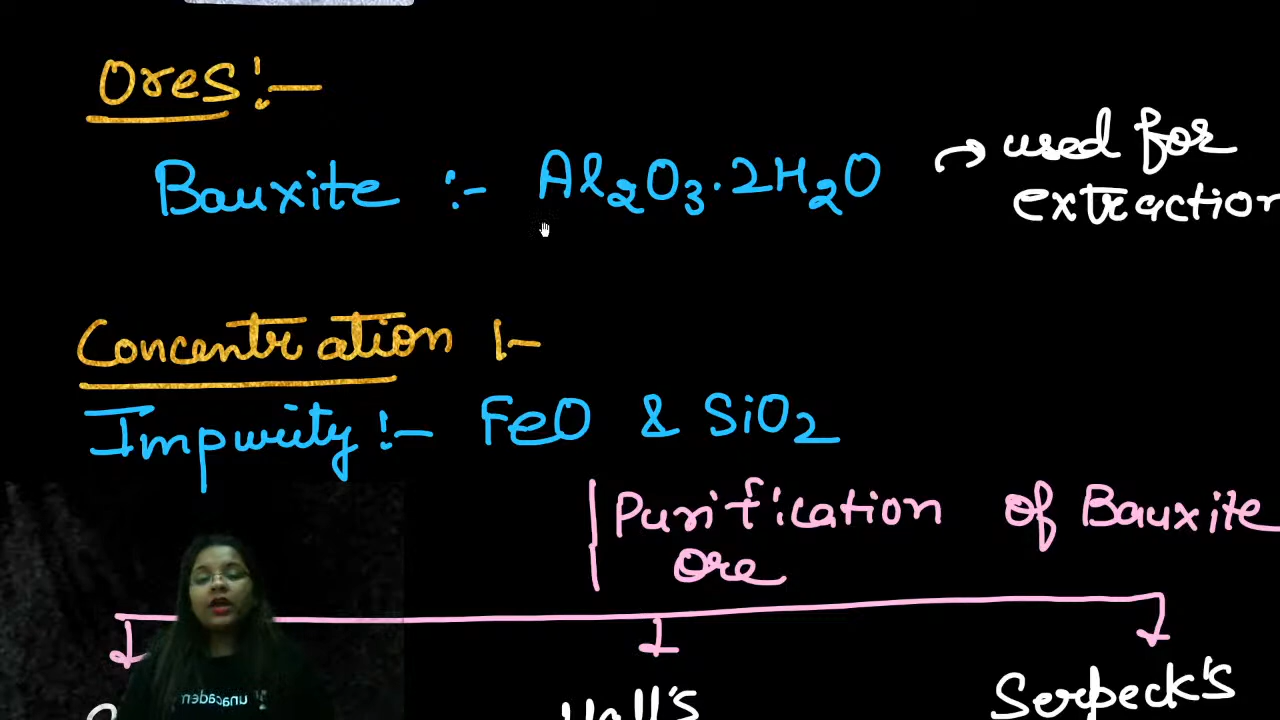 Ores :-
Bauxite :- Al₂O₃.2H₂O → used for
extraction
Concentration :-
Impurity :- FeO & SiO₂
Purification of Bauxite
Ore
Hall's Serpeck's